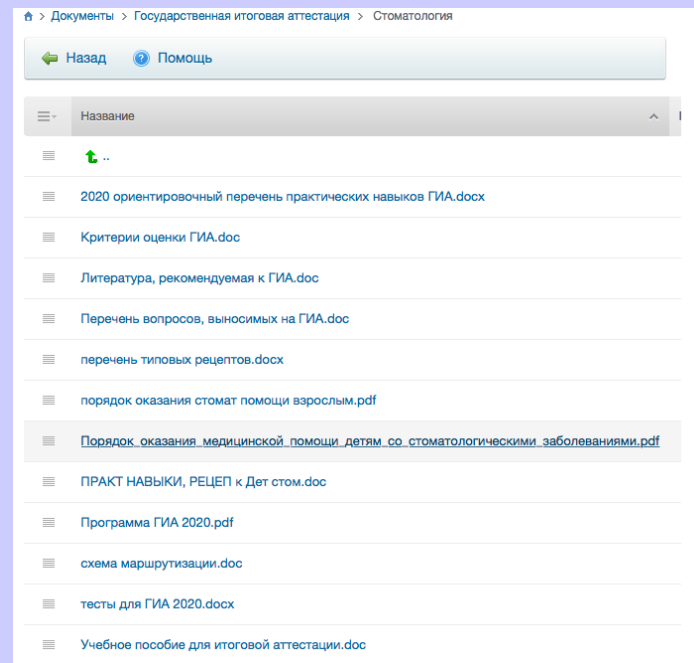 > Документы > Государственная итоговая аттестация > Стоматология
Назад Помощь
Название
..
2020 ориентировочный перечень практических навыков ГИА.docx
Критерии оценки ГИА.doc
Литература, рекомендуемая к ГИА.doc
Перечень вопросов, выносимых на ГИА.doc
перечень типовых рецептов.docx
порядок оказания стомат помощи взрослым.pdf
Порядок_оказания_медицинской_помощи_детям_со_стоматологическими_заболеваниями.pdf
ПРАКТ НАВЫКИ, РЕЦЕП к Дет стом.doc
Программа ГИА 2020.pdf
схема маршрутизации.doc
тесты для ГИА 2020.docx
Учебное пособие для итоговой аттестации.doc